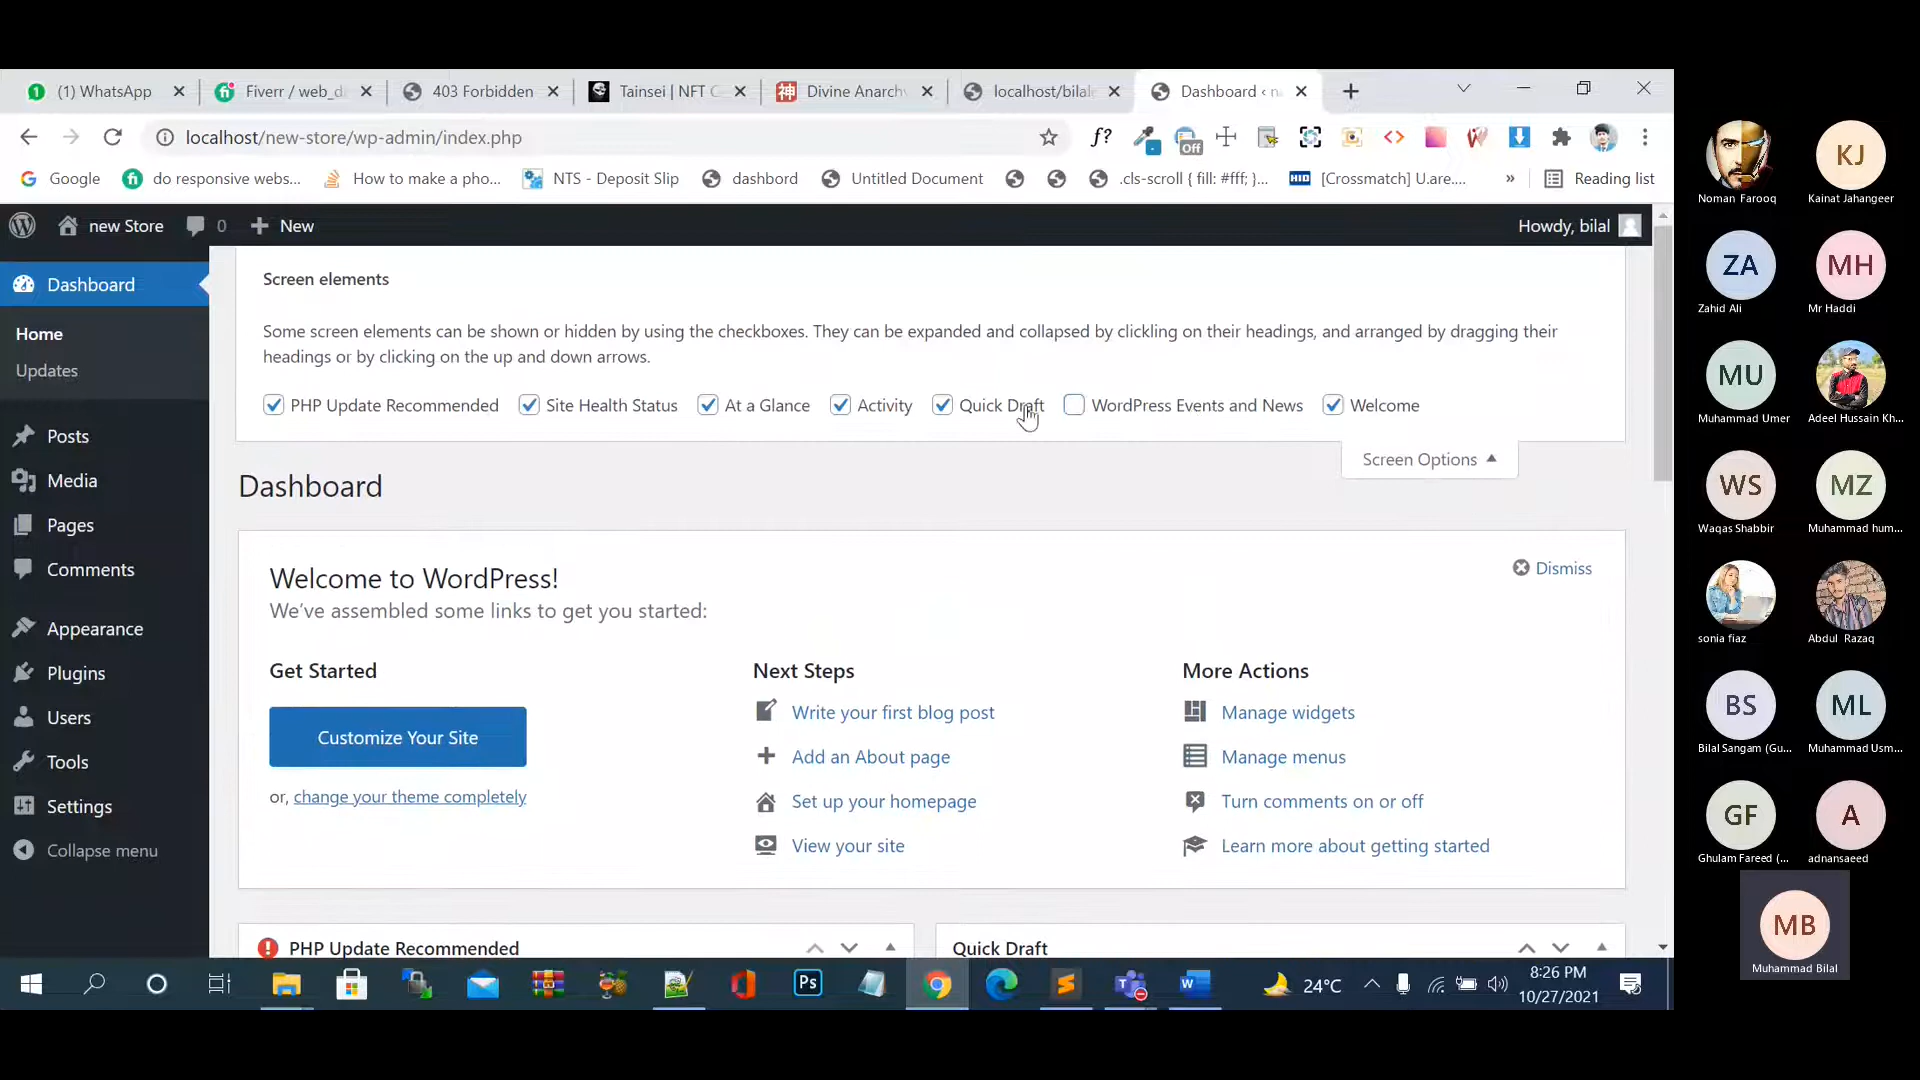 (1) WhatsApp
Fiverr / web_d
403 Forbidden
Tainsei | NFT C
Divine Anarchy
localhost/bilal
Dashboard ‹ n
localhost/new-store/wp-admin/index.php
f?
Off
Google
do responsive webs...
How to make a pho...
NTS - Deposit Slip
dashbord
Untitled Document
.cls-scroll { fill: #fff; }...
HID
[Crossmatch] U.are....
»
Reading list
new Store
0
New
Howdy, bilal
Dashboard
Home
Updates
Posts
Media
Pages
Comments
Appearance
Plugins
Users
Tools
Settings
Collapse menu
Screen elements
Some screen elements can be shown or hidden by using the checkboxes. They can be expanded and collapsed by clickling on their headings, and arranged by dragging their
headings or by clicking on the up and down arrows.
PHP Update Recommended
Site Health Status
At a Glance
Activity
Quick Draft
WordPress Events and News
Welcome
Screen Options
Dashboard
Welcome to WordPress!
We've assembled some links to get you started:
Dismiss
Get Started
Customize Your Site
or, change your theme completely
Next Steps
Write your first blog post
Add an About page
Set up your homepage
View your site
More Actions
Manage widgets
Manage menus
Turn comments on or off
Learn more about getting started
PHP Update Recommended
Quick Draft
Ps
24°C
8:26 PM
10/27/2021
Noman Farooq
KJ
Kainat Jahangeer
ZA
Zahid Ali
MH
Mr Haddi
MU
Muhammad Umer
Adeel Hussain Kh...
WS
Waqas Shabbir
MZ
Muhammad hum...
sonia fiaz
Abdul Razaq
BS
Bilal Sangam (Gu...
ML
Muhammad Usm...
GF
Ghulam Fareed (...
A
adnansaeed
MB
Muhammad Bilal